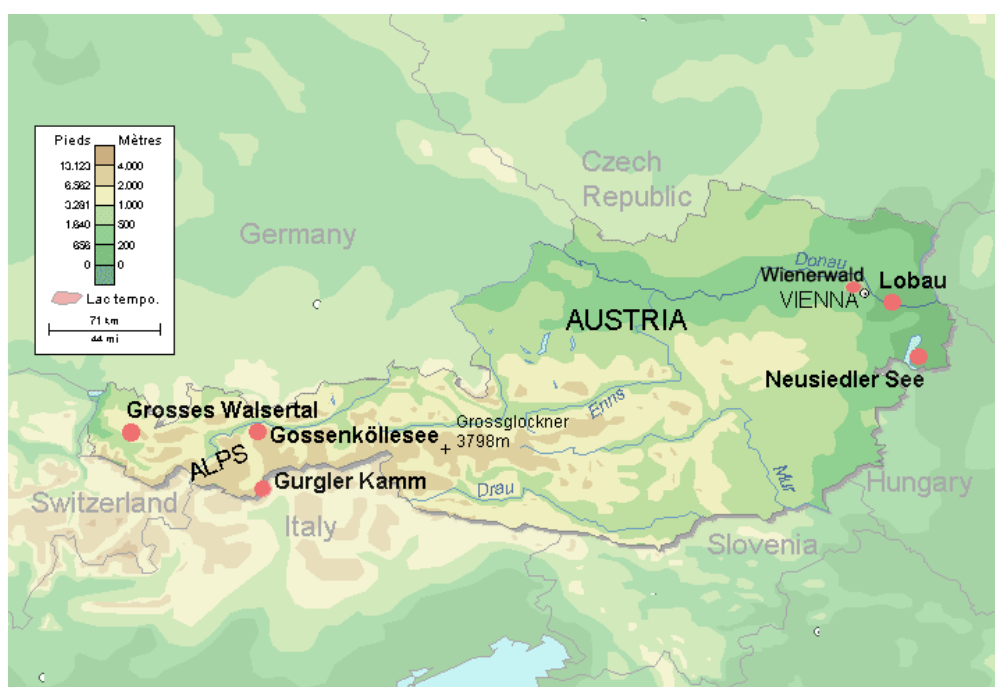 Pieds Mètres
13.123 4.000
6.562 2.000
3.281 1.000
1.640 500
656 200
0 0
Lac tempo.
71 km
44 mi
Czech
Republic
Germany
Donau
Wienerwald
Lobau
VIENNA
AUSTRIA
Neusiedler See
Enns
Grosses Walsertal
Grossglockner
3798m
Gossenköllesee
ALPS
Gurgler Kamm
Drau
Mur
Hungary
Switzerland
Italy
Slovenia